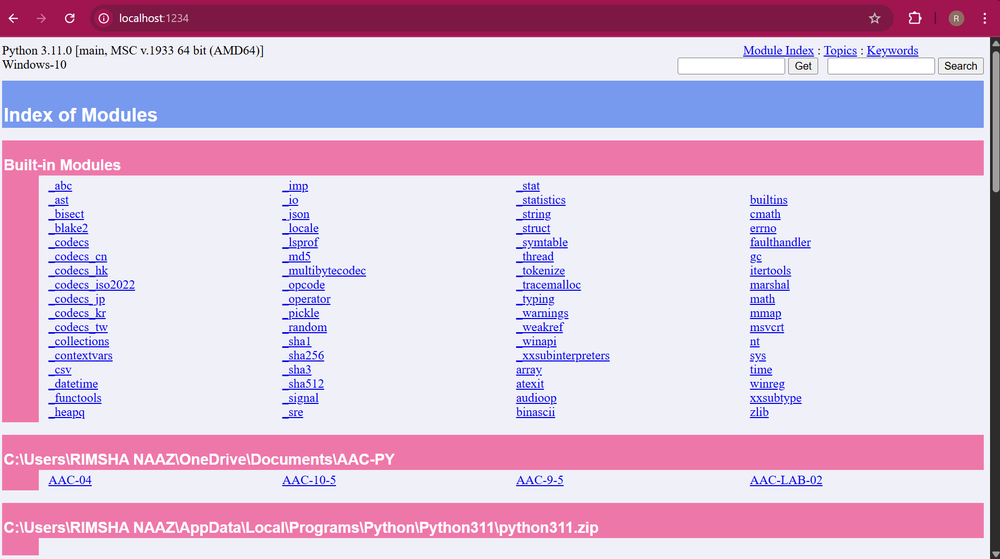 localhost:1234
R
Python 3.11.0 [main, MSC v.1933 64 bit (AMD64)]
Windows-10
Module Index : Topics : Keywords
Get Search
Index of Modules
Built-in Modules
_abc
_ast
_bisect
_blake2
_codecs
_codecs_cn
_codecs_hk
_codecs_iso2022
_codecs_jp
_codecs_kr
_codecs_tw
_collections
_contextvars
_csv
_datetime
_functools
_heapq
_imp
_io
_json
_locale
_lsprof
_md5
_multibytecodec
_opcode
_operator
_pickle
_random
_sha1
_sha256
_sha3
_sha512
_signal
_sre
_stat
_statistics
_string
_struct
_symtable
_thread
_tokenize
_tracemalloc
_typing
_warnings
_weakref
_winapi
_xxsubinterpreters
array
atexit
audioop
binascii
builtins
cmath
errno
faulthandler
gc
itertools
marshal
math
mmap
msvcrt
nt
sys
time
winreg
xxsubtype
zlib
C:\Users\RIMSHA NAAZ\OneDrive\Documents\AAC-PY
AAC-04 AAC-10-5 AAC-9-5 AAC-LAB-02
C:\Users\RIMSHA NAAZ\AppData\Local\Programs\Python\Python311\python311.zip